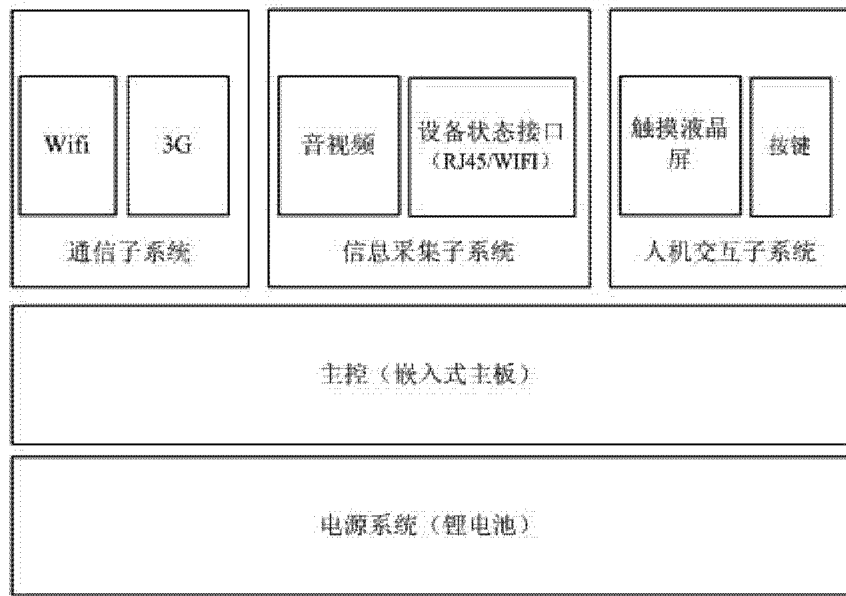 Wifi
3G
通信子系统
音视频
设备状态接口
（RJ45/WIFI）
信息采集子系统
触摸液晶
屏
按键
人机交互子系统
主控（嵌入式主板）
电源系统（锂电池）